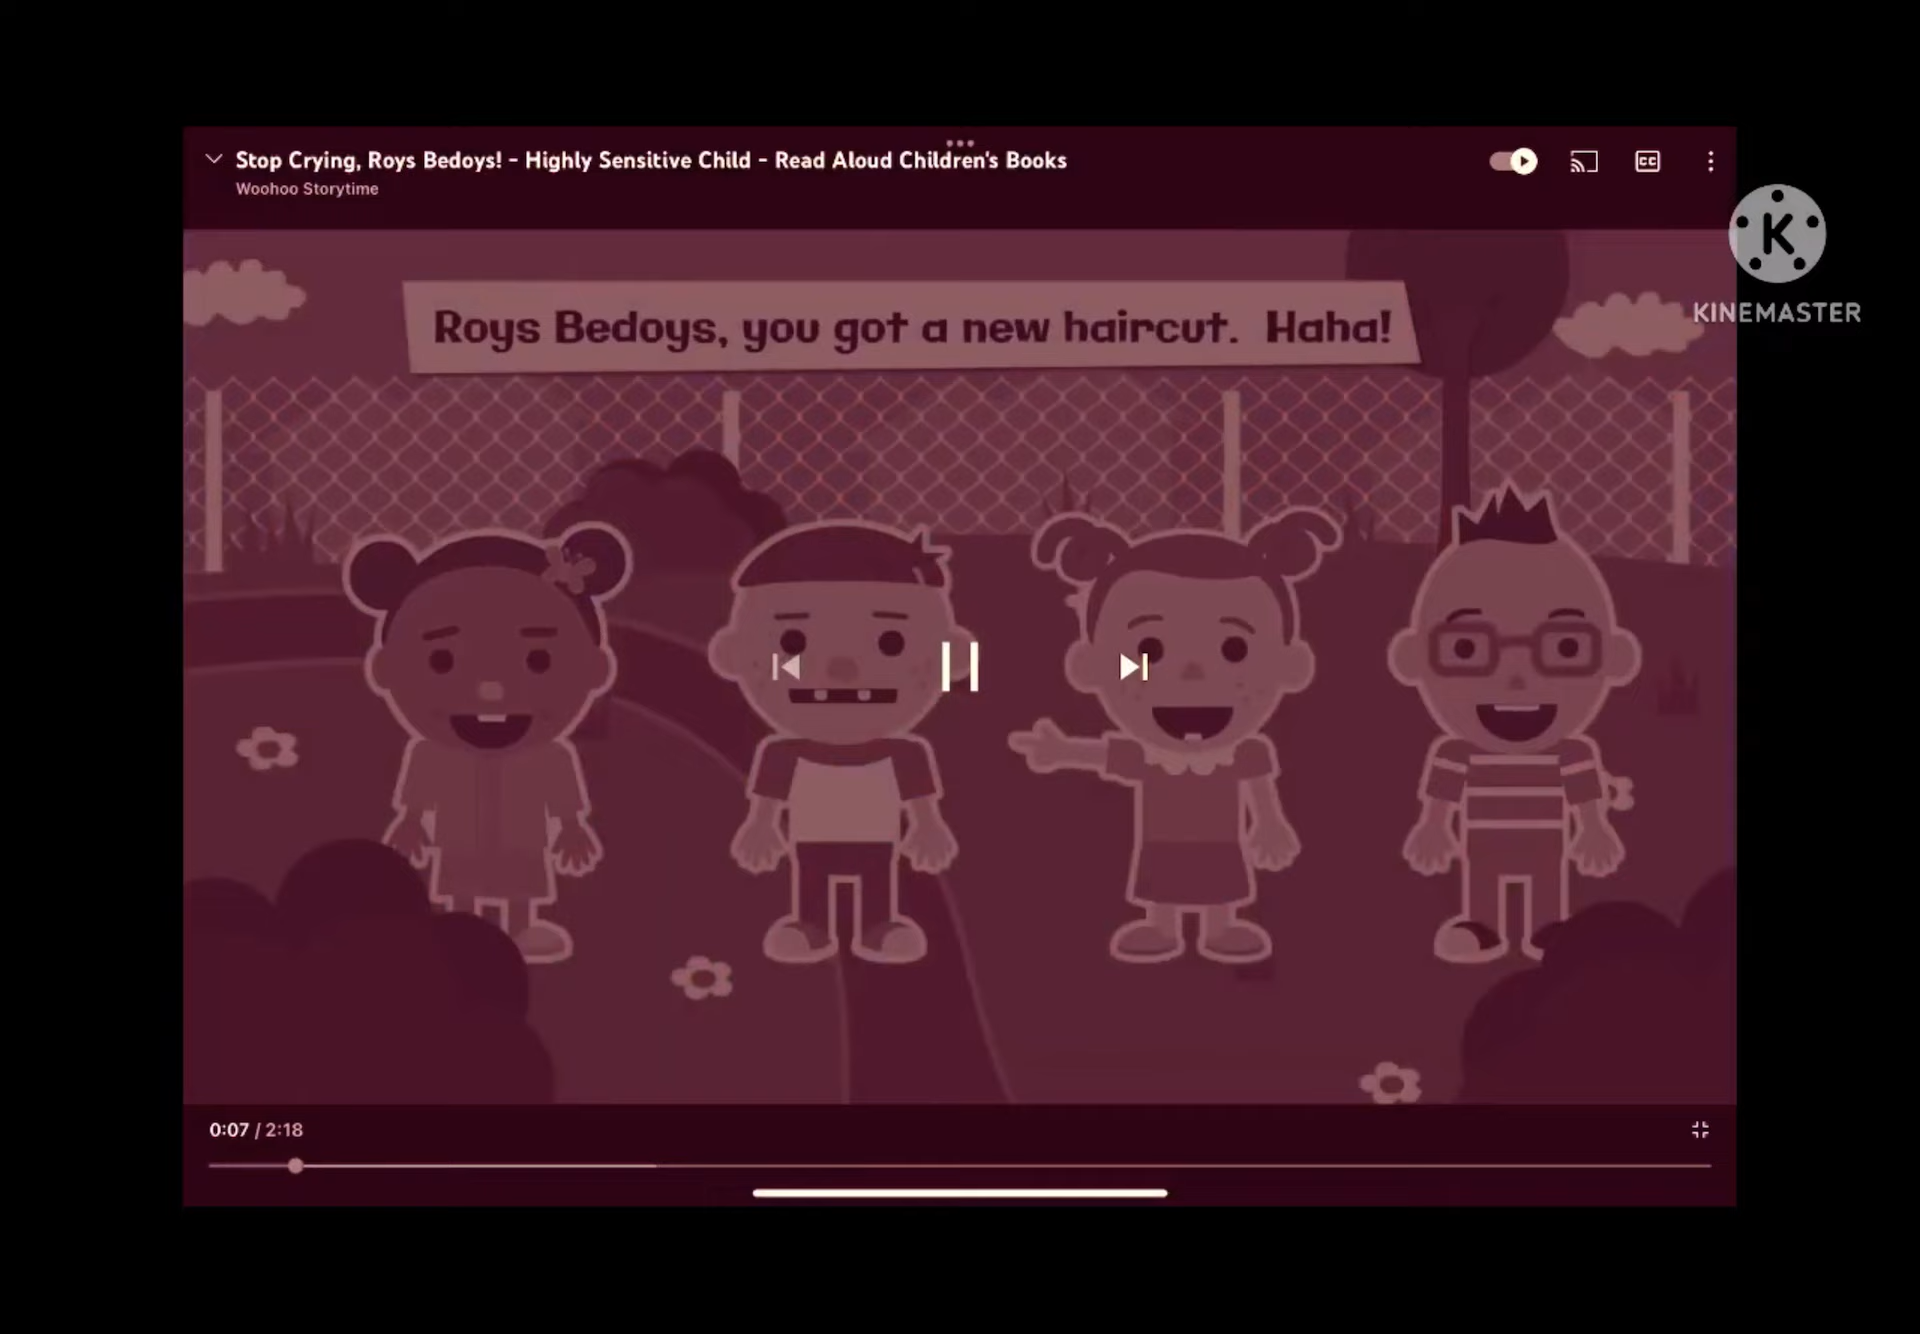 Stop Crying, Roys Bedoys! - Highly Sensitive Child - Read Aloud Children's Books
Woohoo Storytime
CC
K
KINEMASTER
Roys Bedoys, you got a new haircut. Haha!
0:07 / 2:18